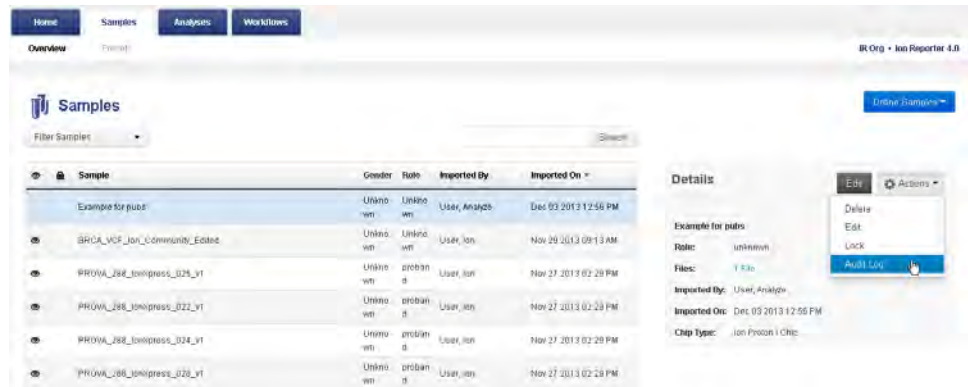 Home Samples Analyses Workflows
Overview
IR Org • Ion Reporter 4.0
Samples
Define Samples
Filter Samples
Search
Sample Gender Role Imported By Imported On
Details
Edit Actions
Example for pubs Unkno wn Unkno wn User, Analyze Dec 03 2013 12:56 PM
Delete
Edit
Lock
Audit Log
Example for pubs
Role: unknown
Files: 1 File
Imported By: User, Analyze
Imported On: Dec 03 2013 12:56 PM
Chip Type: Ion Proton I Chip
BRCA_VCF_Ion_Community_Edited Unkno wn Unkno wn User, Ion Nov 29 2013 09:13 AM
PROVA_288_IonXpress_025_v1 Unkno wn proban d User, Ion Nov 27 2013 02:28 PM
PROVA_288_IonXpress_022_v1 Unkno wn proban d User, Ion Nov 27 2013 02:28 PM
PROVA_288_IonXpress_024_v1 Unkno wn proban d User, Ion Nov 27 2013 02:28 PM
PROVA_288_IonXpress_028_v1 Unkno wn proban d User, Ion Nov 27 2013 02:28 PM